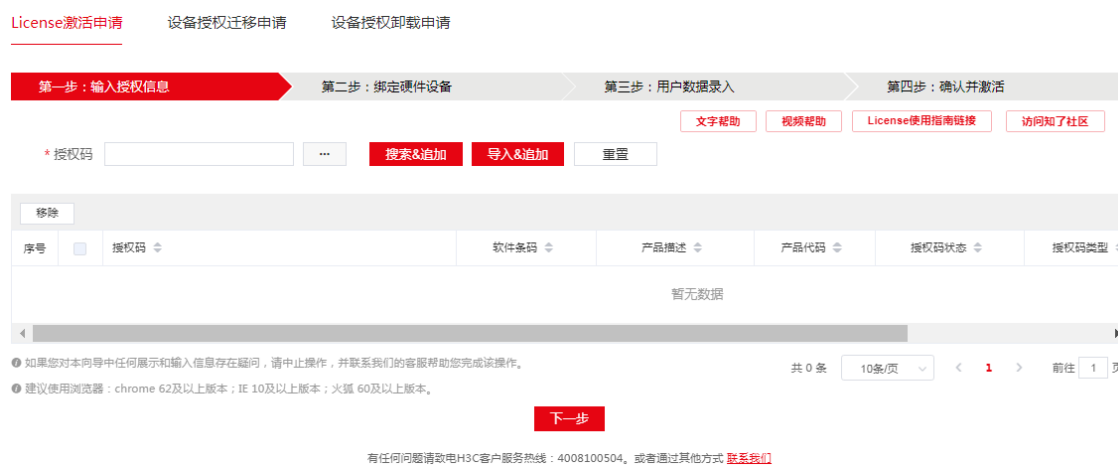 License激活申请 设备授权迁移申请 设备授权卸载申请
第一步：输入授权信息 第二步：绑定硬件设备 第三步：用户数据录入 第四步：确认并激活
文字帮助 视频帮助 License使用指南链接 访问知了社区
* 授权码 ... 搜索&追加 导入&追加 重置
移除
序号 授权码 软件条码 产品描述 产品代码 授权码状态 授权码类型
暂无数据
如果您对本向导中任何展示和输入信息存在疑问，请中止操作，并联系我们的客服帮助您完成该操作。
共 0 条 10条/页 < 1 > 前往 1 页
建议使用浏览器：chrome 62及以上版本；IE 10及以上版本；火狐 60及以上版本。
下一步
有任何问题请致电H3C客户服务热线：4008100504。或者通过其他方式 联系我们